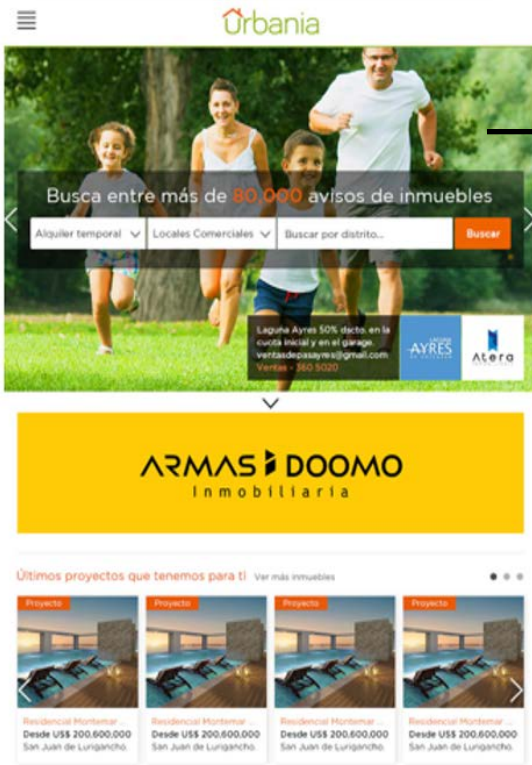 urbania
Busca entre más de 80,000 avisos de inmuebles
Alquiler temporal Locales Comerciales Buscar por distrito... Buscar
Laguna Ayres 50% dscto. en la
cuota inicial y en el garage.
ventasdepasayres@gmail.com
Ventas - 360 5020
LAGUNA
AYRES
Atera
ARMAS DOOMO
Inmobiliaria
Últimos proyectos que tenemos para ti Ver más inmuebles
Proyecto Proyecto Proyecto Proyecto
Residencial Montemar ... Residencial Montemar ... Residencial Montemar ... Residencial Montemar ...
Desde US$ 200,600,000 Desde US$ 200,600,000 Desde US$ 200,600,000 Desde US$ 200,600,000
San Juan de Lurigancho. San Juan de Lurigancho. San Juan de Lurigancho. San Juan de Lurigancho.